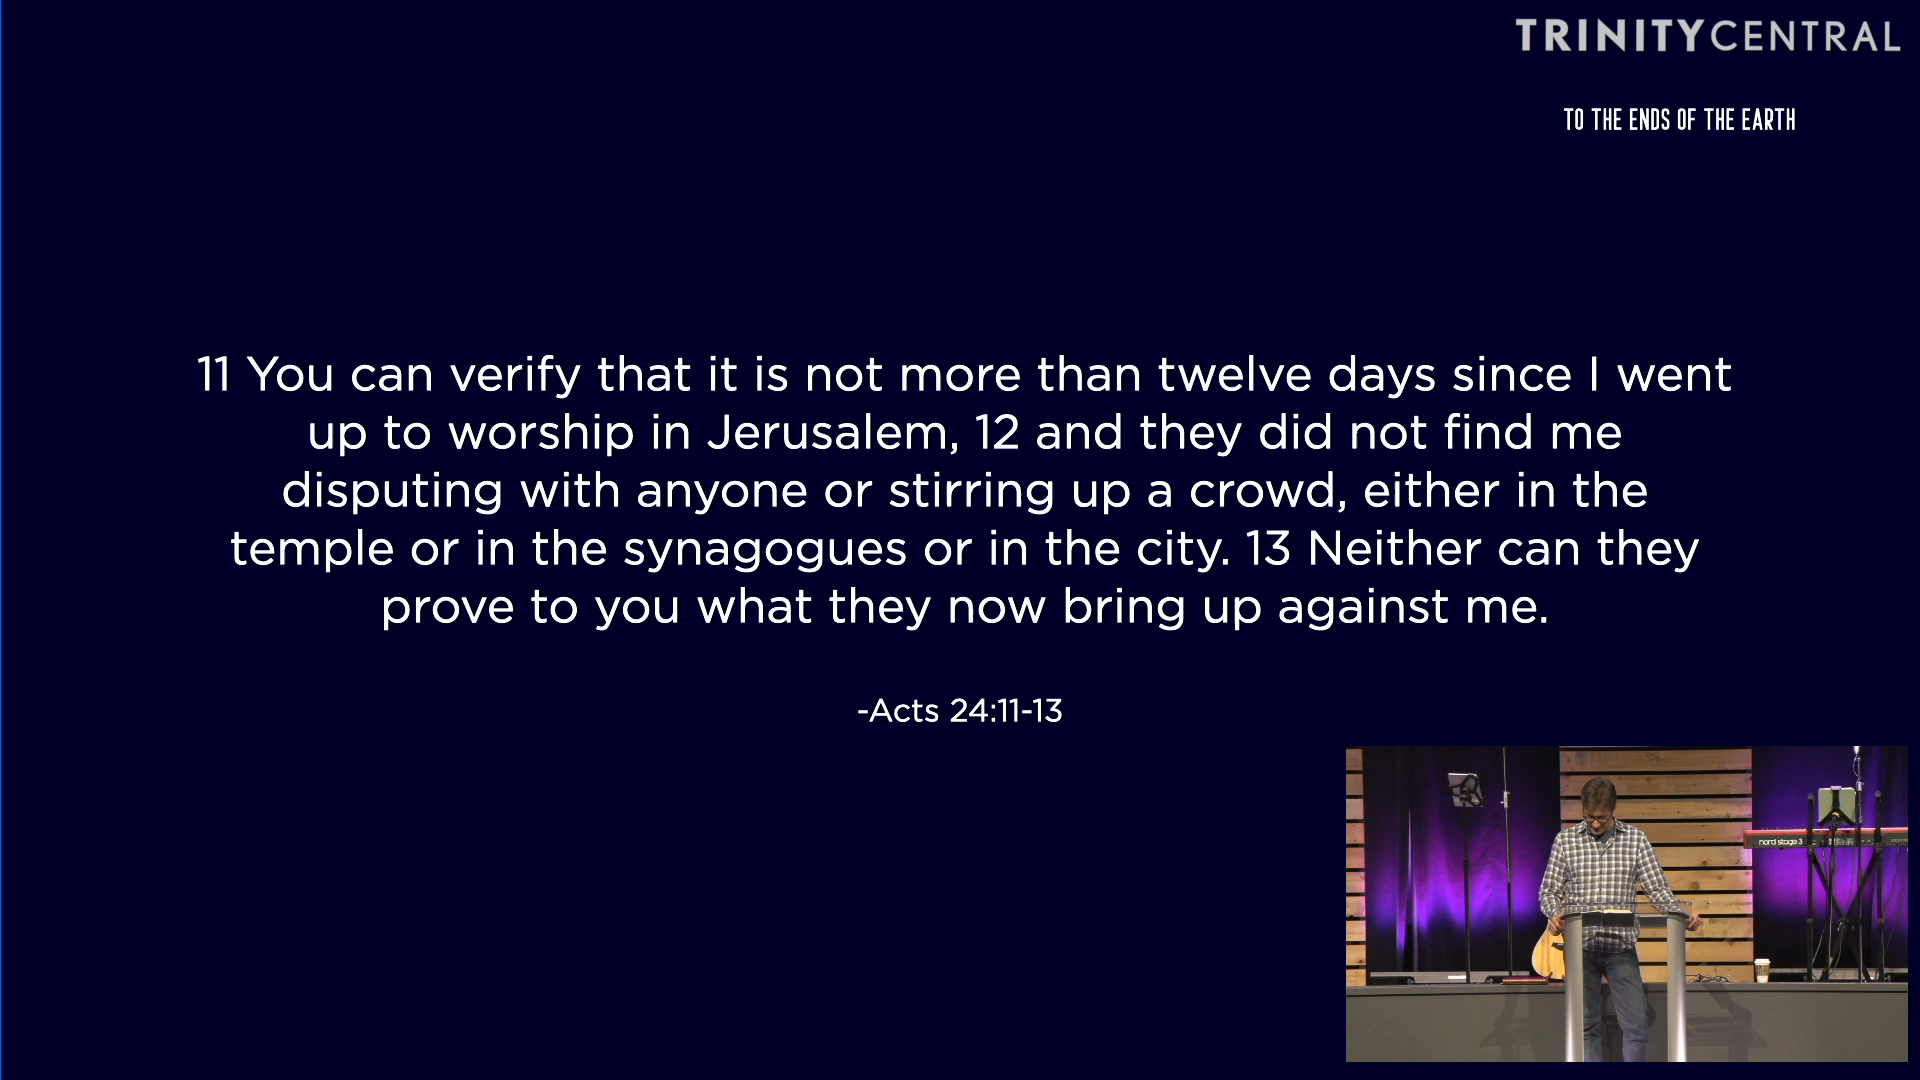 TRINITYCENTRAL
TO THE ENDS OF THE EARTH
11 You can verify that it is not more than twelve days since I went
up to worship in Jerusalem, 12 and they did not find me
disputing with anyone or stirring up a crowd, either in the
temple or in the synagogues or in the city. 13 Neither can they
prove to you what they now bring up against me.
-Acts 24:11-13
nord stage 3